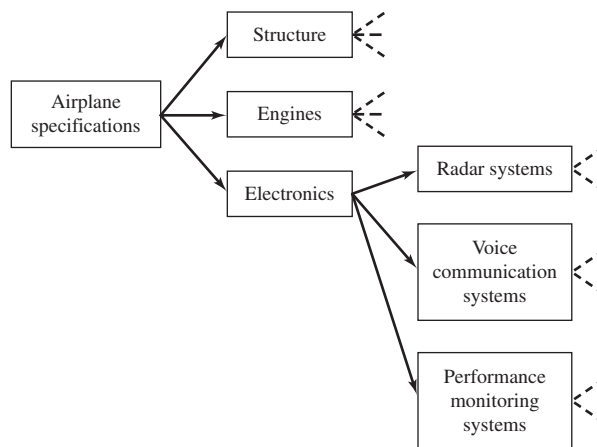 Structure
Airplane
specifications
Engines
Electronics
Radar systems
Voice
communication
systems
Performance
monitoring
systems